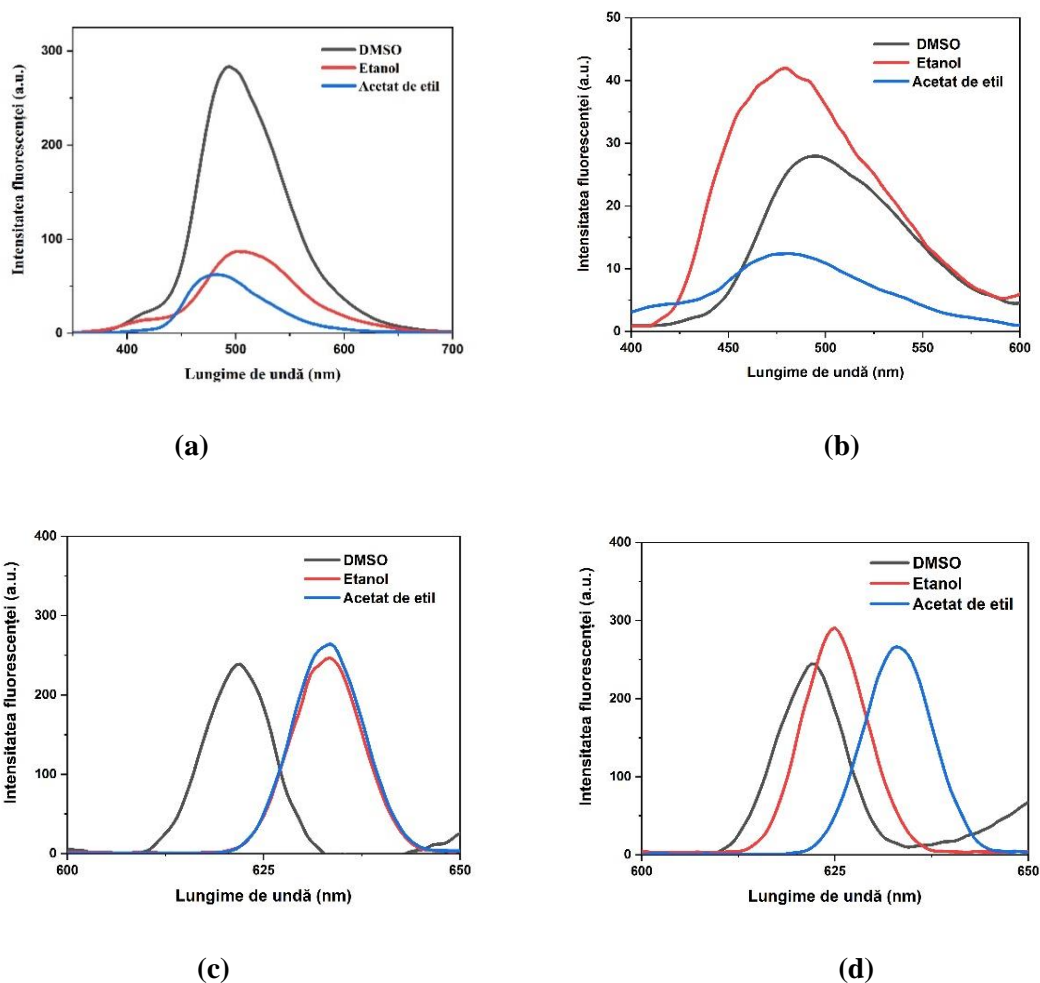 300
200
100
0
400
500
600
700
Intensitatea fluorescenței (a.u.)
Lungime de undă (nm)
DMSO
Etanol
Acetat de etil
(a)
50
40
30
20
10
0
400
450
500
550
600
Intensitatea fluorescenței (a.u.)
Lungime de undă (nm)
DMSO
Etanol
Acetat de etil
(b)
400
300
200
100
0
600
625
650
Intensitatea fluorescenței (a.u.)
Lungime de undă (nm)
DMSO
Etanol
Acetat de etil
(c)
400
300
200
100
0
600
625
650
Intensitatea fluorescenței (a.u.)
Lungime de undă (nm)
DMSO
Etanol
Acetat de etil
(d)